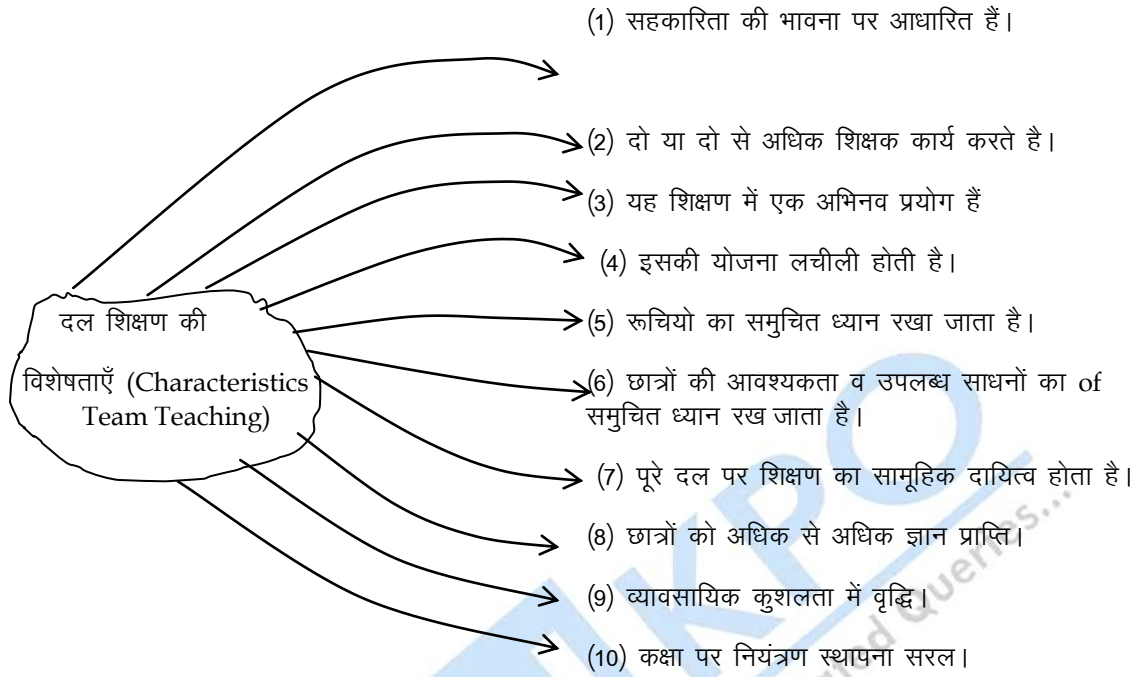 (1) सहकारिता की भावना पर आधारित हैं।
(2) दो या दो से अधिक शिक्षक कार्य करते है।
(3) यह शिक्षण में एक अभिनव प्रयोग हैं
(4) इसकी योजना लचीली होती है।
दल शिक्षण की
विशेषताएँ (Characteristics
Team Teaching)
(5) रूचियो का समुचित ध्यान रखा जाता है।
(6) छात्रों की आवश्यकता व उपलब्ध साधनों का of
समुचित ध्यान रख जाता है।
(7) पूरे दल पर शिक्षण का सामूहिक दायित्व होता है।
(8) छात्रों को अधिक से अधिक ज्ञान प्राप्ति।
(9) व्यावसायिक कुशलता में वृद्धि।
(10) कक्षा पर नियंत्रण स्थापना सरल।
KPO
Queries...